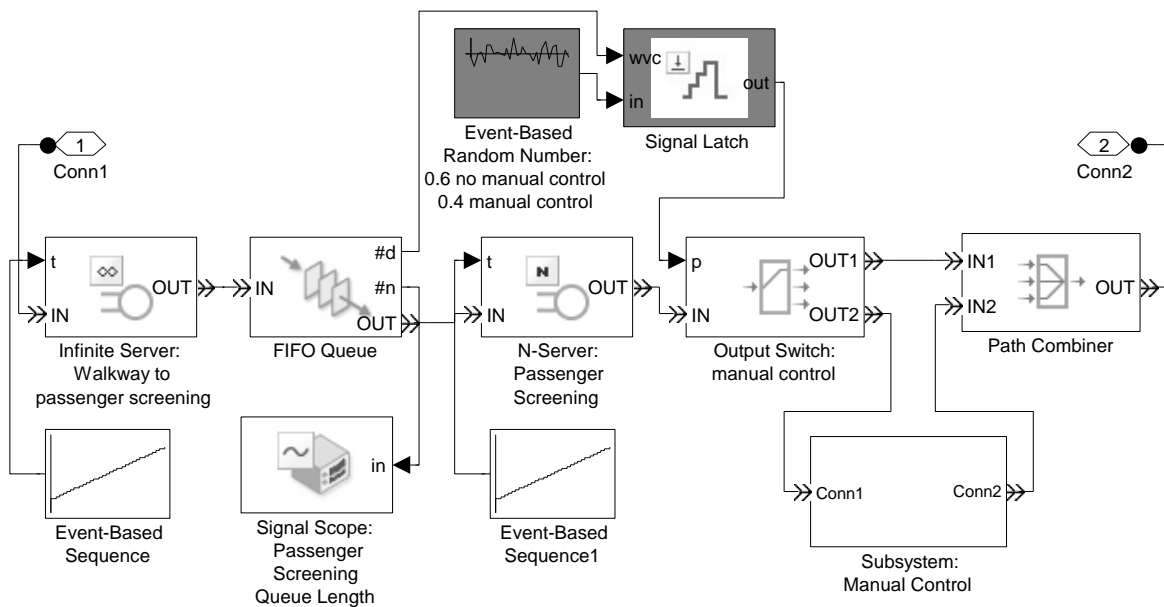 wvc
in
out
Signal Latch
Event-Based
Random Number:
0.6 no manual control
0.4 manual control
1
Conn1
2
Conn2
t
∞
IN
OUT
Infinite Server:
Walkway to
passenger screening
IN
#d
#n
OUT
FIFO Queue
t
N
IN
OUT
N-Server:
Passenger
Screening
p
IN
OUT1
OUT2
Output Switch:
manual control
IN1
IN2
OUT
Path Combiner
Event-Based
Sequence
in
Signal Scope:
Passenger
Screening
Queue Length
Event-Based
Sequence1
Conn1
Conn2
Subsystem:
Manual Control